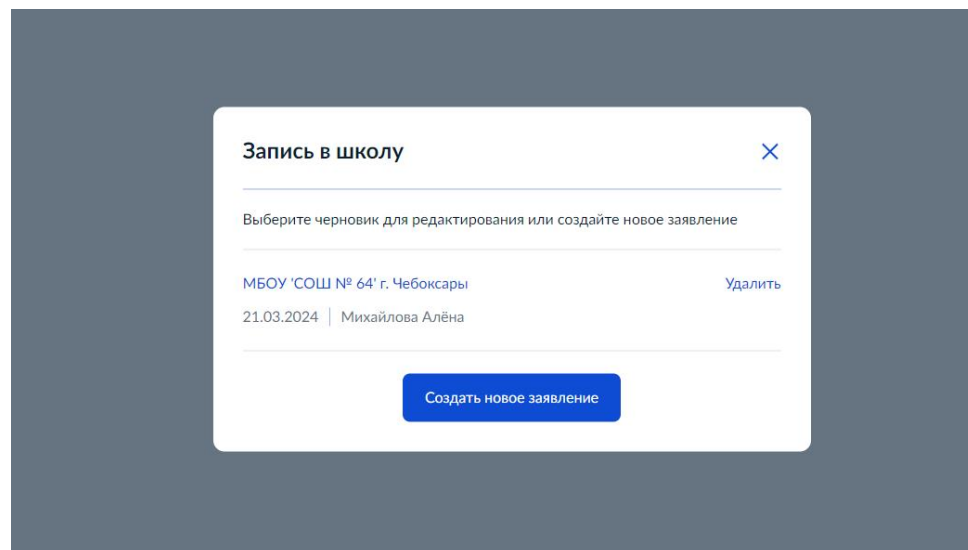 Запись в школу
Выберите черновик для редактирования или создайте новое заявление
МБОУ 'СОШ № 64' г. Чебоксары
Удалить
21.03.2024 | Михайлова Алёна
Создать новое заявление